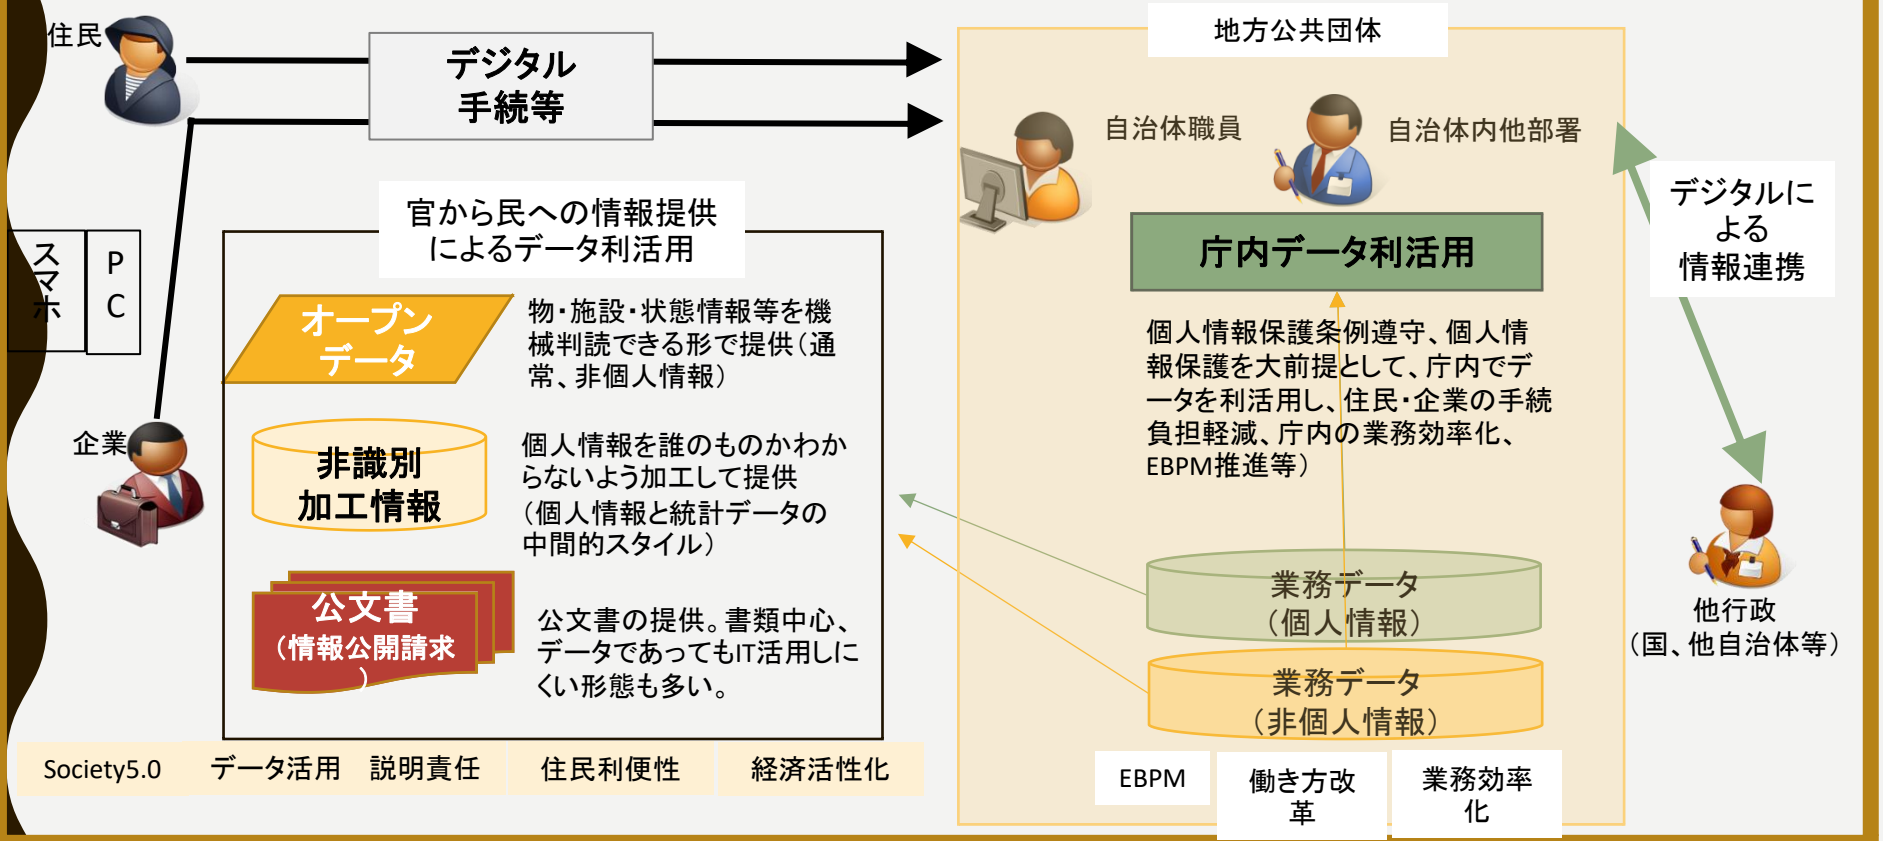 住民
デジタル
手続等
地方公共団体
自治体職員
自治体内他部署
デジタルに
よる
情報連携
官から民への情報提供
によるデータ利活用
スマホ
PC
オープン
データ
物・施設・状態情報等を機
械判読できる形で提供（通
常、非個人情報）
庁内データ利活用
個人情報保護条例遵守、個人情
報保護を大前提として、庁内でデ
ータを利活用し、住民・企業の手続
負担軽減、庁内の業務効率化、
EBPM推進等）
企業
非識別
加工情報
個人情報を誰のものかわか
らないよう加工して提供
（個人情報と統計データの
中間的スタイル）
公文書
（情報公開請求
）
公文書の提供。書類中心、
データであってもIT活用しに
くい形態も多い。
業務データ
（個人情報）
業務データ
（非個人情報）
他行政
（国、他自治体等）
Society5.0
データ活用
説明責任
住民利便性
経済活性化
EBPM
働き方改
革
業務効率
化